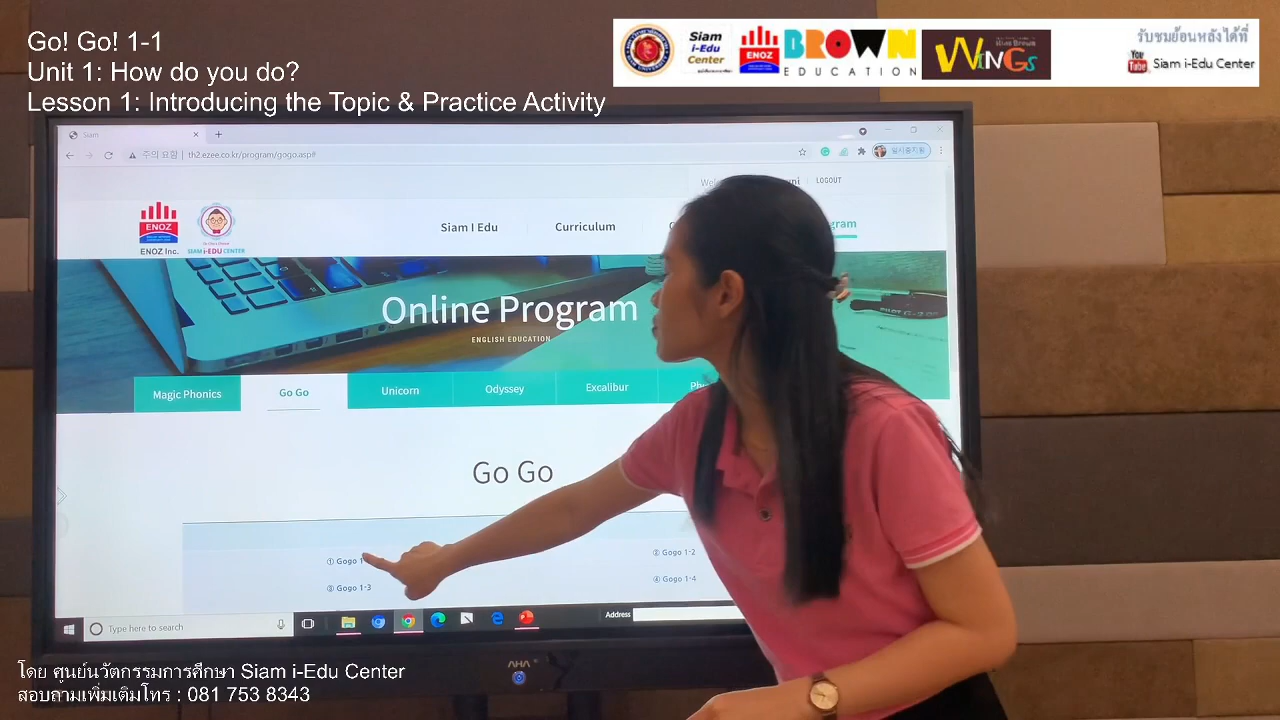 Go! Go! 1-1
Unit 1: How do you do?
Lesson 1: Introducing the Topic & Practice Activity
Siam
i-Edu
Center
ENOZ
BROWN
EDUCATION
WINGS
รับชมย้อนหลังได้ที่
You Tube Siam i-Edu Center
Siam
주의 요함 | th2.ezee.co.kr/program/gogo.asp#
LOGOUT
ENOZ
ENOZ Inc.
SIAM i-EDU CENTER
Siam I Edu
Curriculum
Online Program
ENGLISH EDUCATION
Magic Phonics
Go Go
Unicorn
Odyssey
Excalibur
Go Go
① Gogo 1
② Gogo 1-2
③ Gogo 1-3
④ Gogo 1-4
Type here to search
Address
AHA
โดย ศูนย์นวัตกรรมการศึกษา Siam i-Edu Center
สอบถามเพิ่มเติมโทร : 081 753 8343